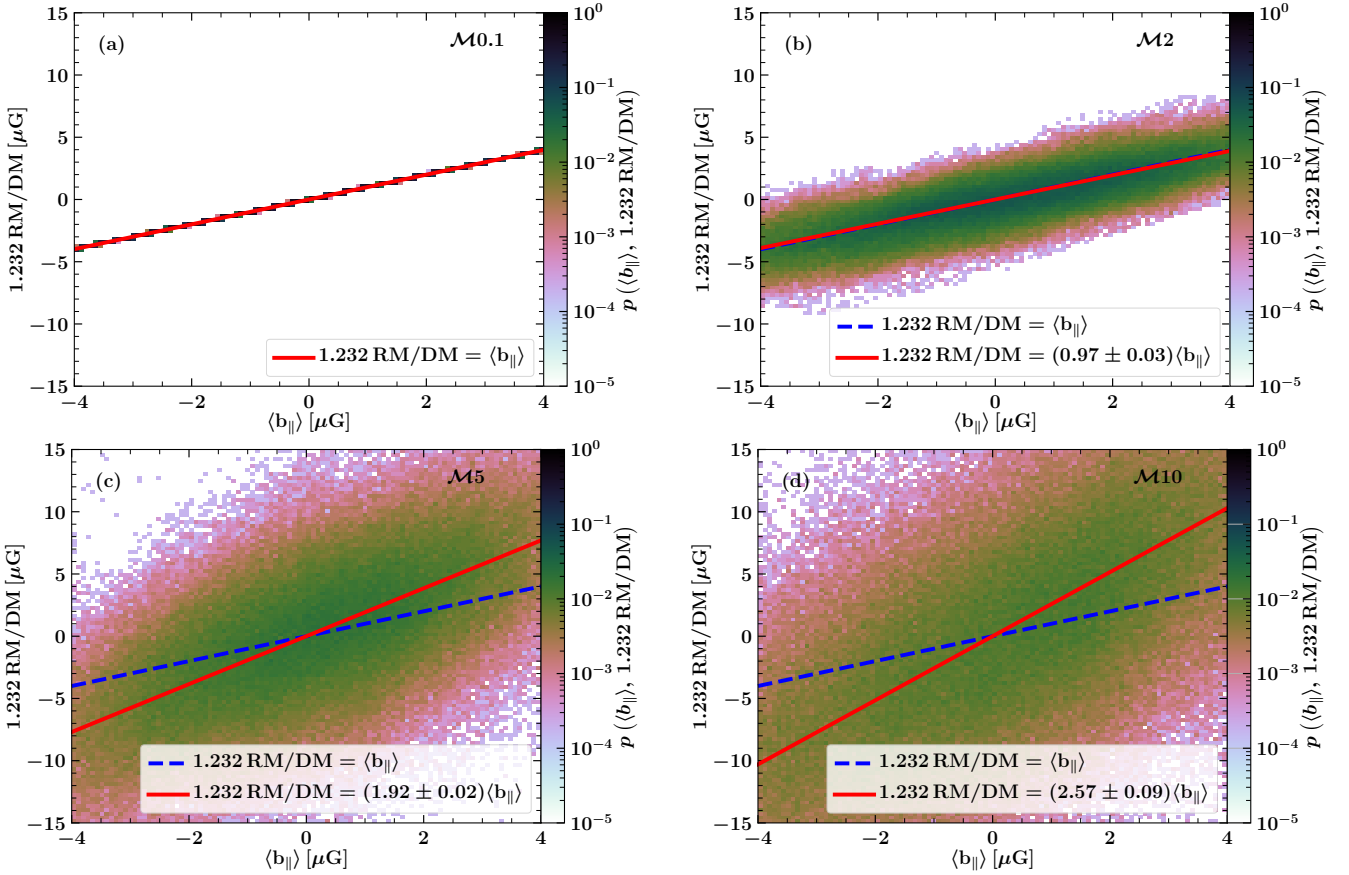 (a)
ℳ0.1
1.232 RM/DM [μG]
15
10
5
0
−5
−10
−15
−4
−2
0
2
4
⟨b∥⟩ [μG]
1.232 RM/DM = ⟨b∥⟩
10⁰
10⁻¹
10⁻²
10⁻³
10⁻⁴
10⁻⁵
p (⟨b∥⟩, 1.232 RM/DM)
(b)
ℳ2
1.232 RM/DM [μG]
15
10
5
0
−5
−10
−15
−4
−2
0
2
4
⟨b∥⟩ [μG]
1.232 RM/DM = ⟨b∥⟩
1.232 RM/DM = (0.97 ± 0.03)⟨b∥⟩
10⁰
10⁻¹
10⁻²
10⁻³
10⁻⁴
10⁻⁵
p (⟨b∥⟩, 1.232 RM/DM)
(c)
ℳ5
1.232 RM/DM [μG]
15
10
5
0
−5
−10
−15
−4
−2
0
2
4
⟨b∥⟩ [μG]
1.232 RM/DM = ⟨b∥⟩
1.232 RM/DM = (1.92 ± 0.02)⟨b∥⟩
10⁰
10⁻¹
10⁻²
10⁻³
10⁻⁴
10⁻⁵
p (⟨b∥⟩, 1.232 RM/DM)
(d)
ℳ10
1.232 RM/DM [μG]
15
10
5
0
−5
−10
−15
−4
−2
0
2
4
⟨b∥⟩ [μG]
1.232 RM/DM = ⟨b∥⟩
1.232 RM/DM = (2.57 ± 0.09)⟨b∥⟩
10⁰
10⁻¹
10⁻²
10⁻³
10⁻⁴
10⁻⁵
p (⟨b∥⟩, 1.232 RM/DM)